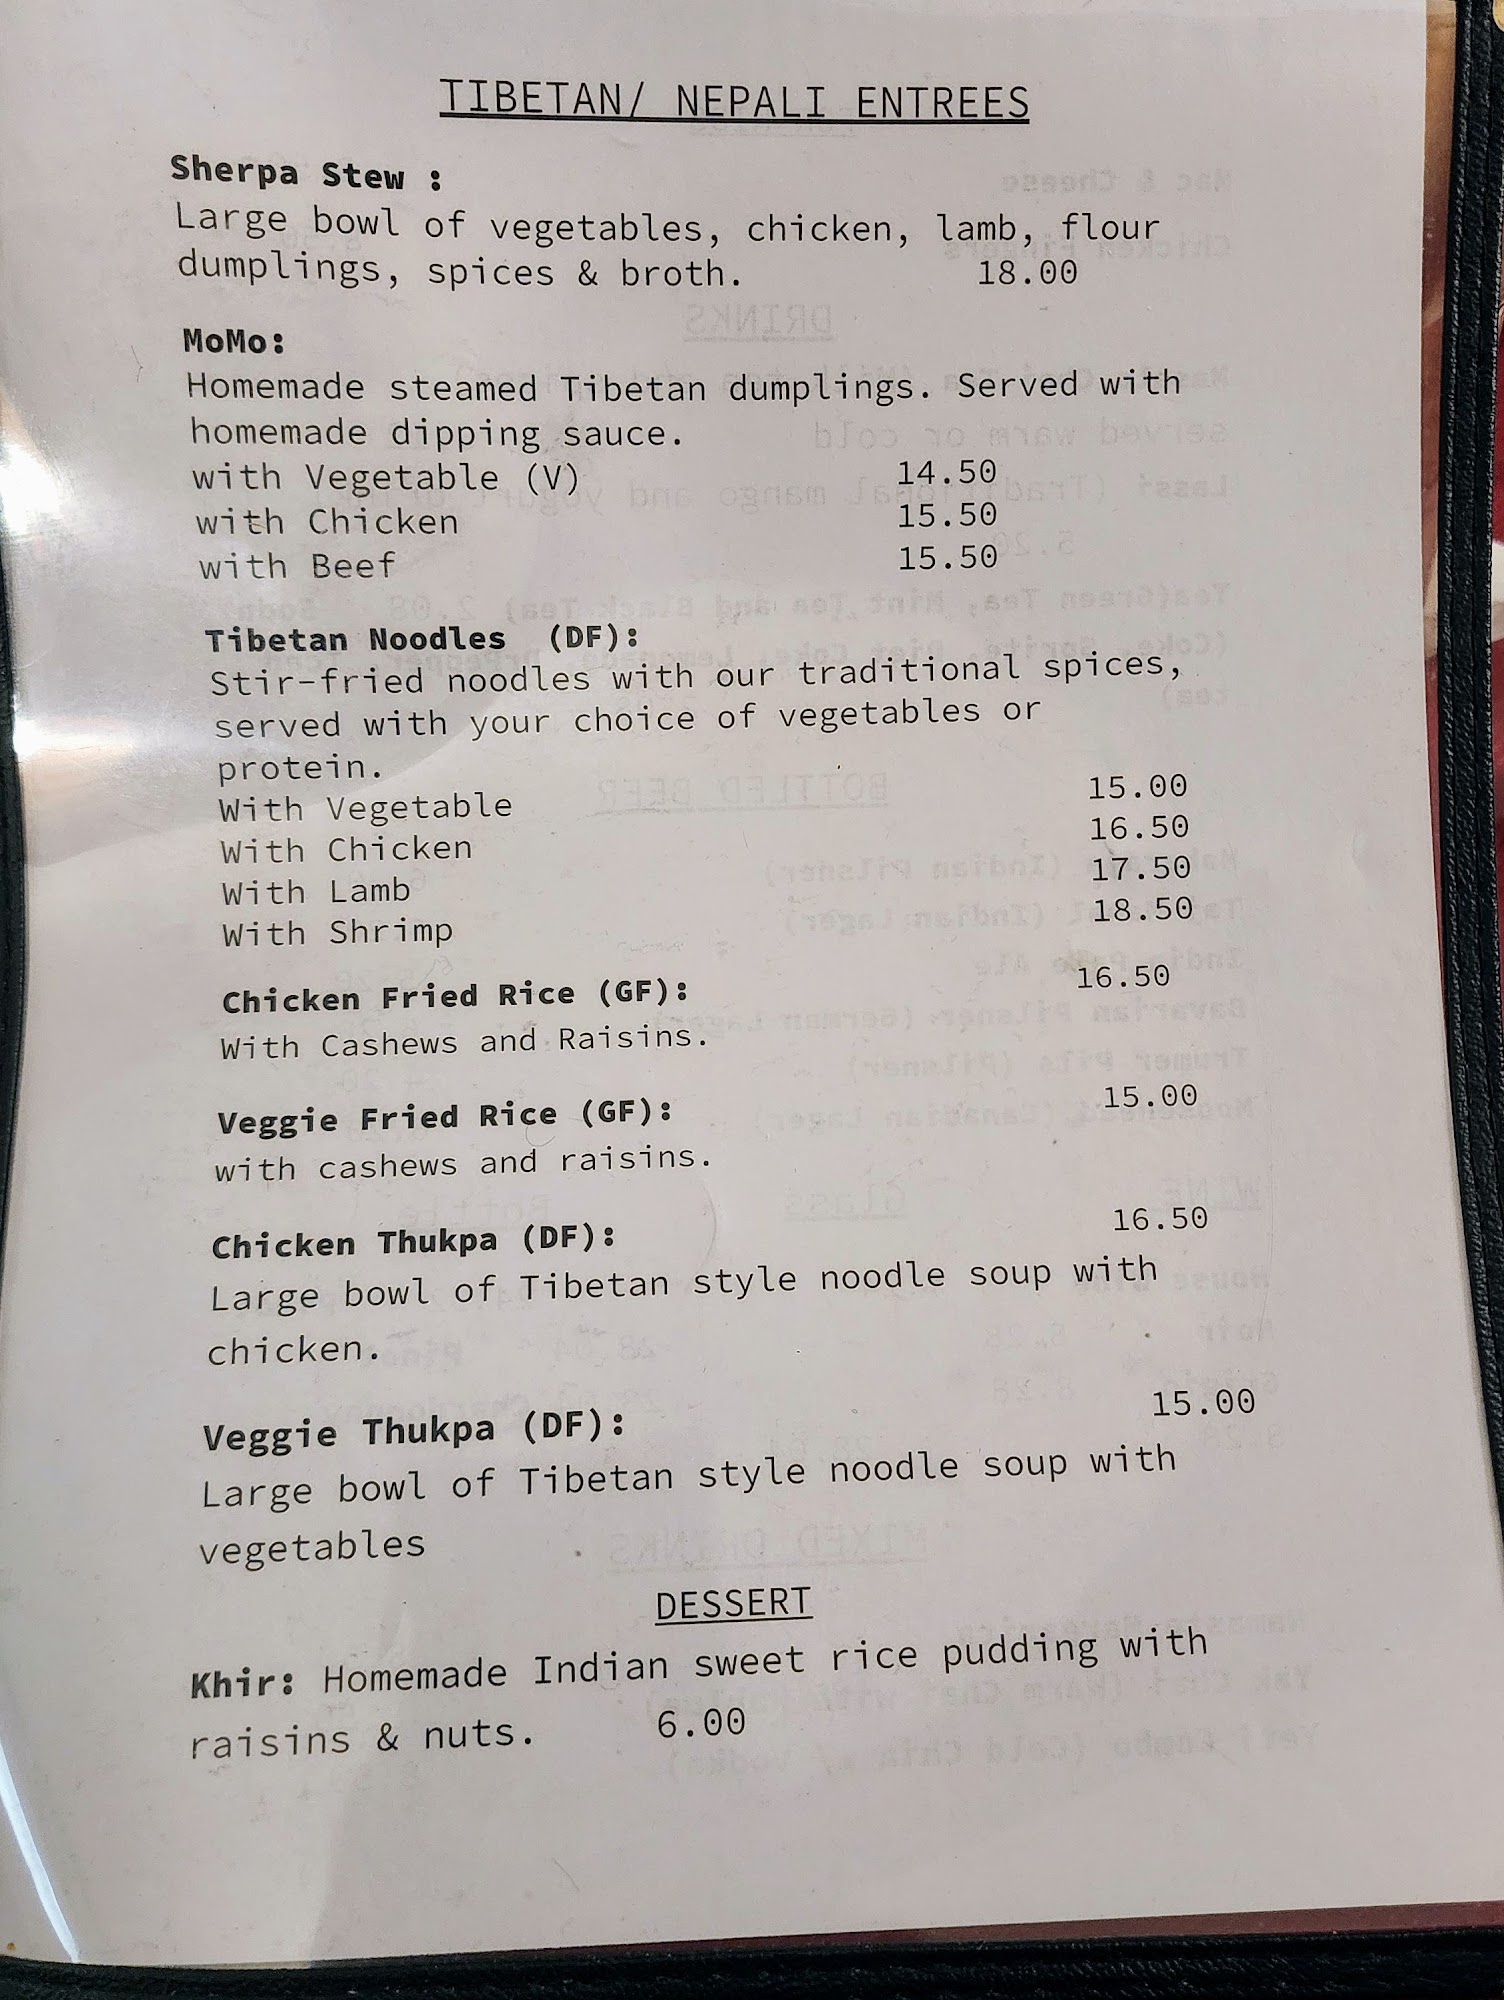 TIBETAN/ NEPALI ENTREES
Sherpa Stew :
Large bowl of vegetables, chicken, lamb, flour
dumplings, spices & broth. 18.00
MoMo:
Homemade steamed Tibetan dumplings. Served with
homemade dipping sauce.
with Vegetable (V) 14.50
with Chicken 15.50
with Beef 15.50
Tibetan Noodles (DF):
Stir-fried noodles with our traditional spices,
served with your choice of vegetables or
protein.
With Vegetable 15.00
With Chicken 16.50
With Lamb 17.50
With Shrimp 18.50
Chicken Fried Rice (GF): 16.50
With Cashews and Raisins.
Veggie Fried Rice (GF): 15.00
with cashews and raisins.
Chicken Thukpa (DF): 16.50
Large bowl of Tibetan style noodle soup with
chicken.
Veggie Thukpa (DF): 15.00
Large bowl of Tibetan style noodle soup with
vegetables
DESSERT
Khir: Homemade Indian sweet rice pudding with
raisins & nuts. 6.00